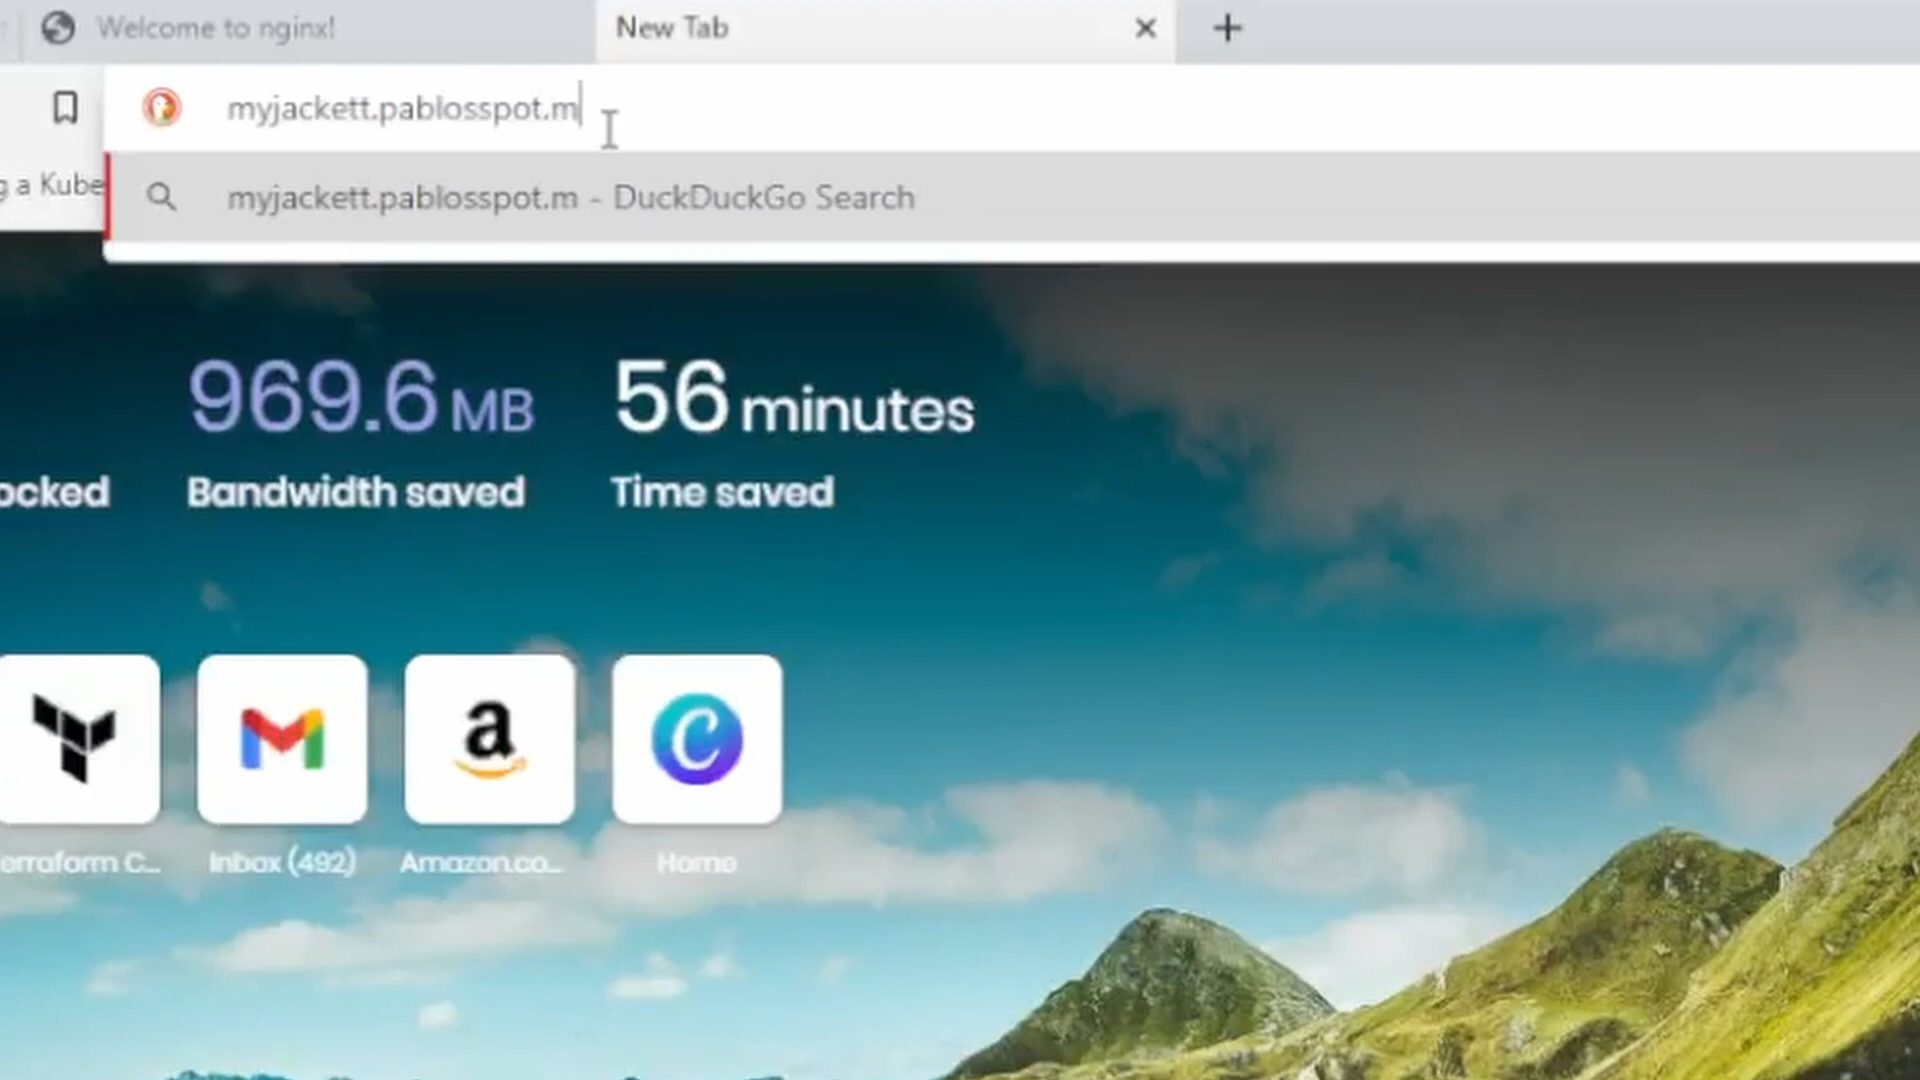 Welcome to nginx!
New Tab
myjackett.pablosspot.m
g a Kube
myjackett.pablosspot.m - DuckDuckGo Search
969.6 MB
56 minutes
ocked
Bandwidth saved
Time saved
erraform C...
Inbox (492)
Amazon.co...
Home